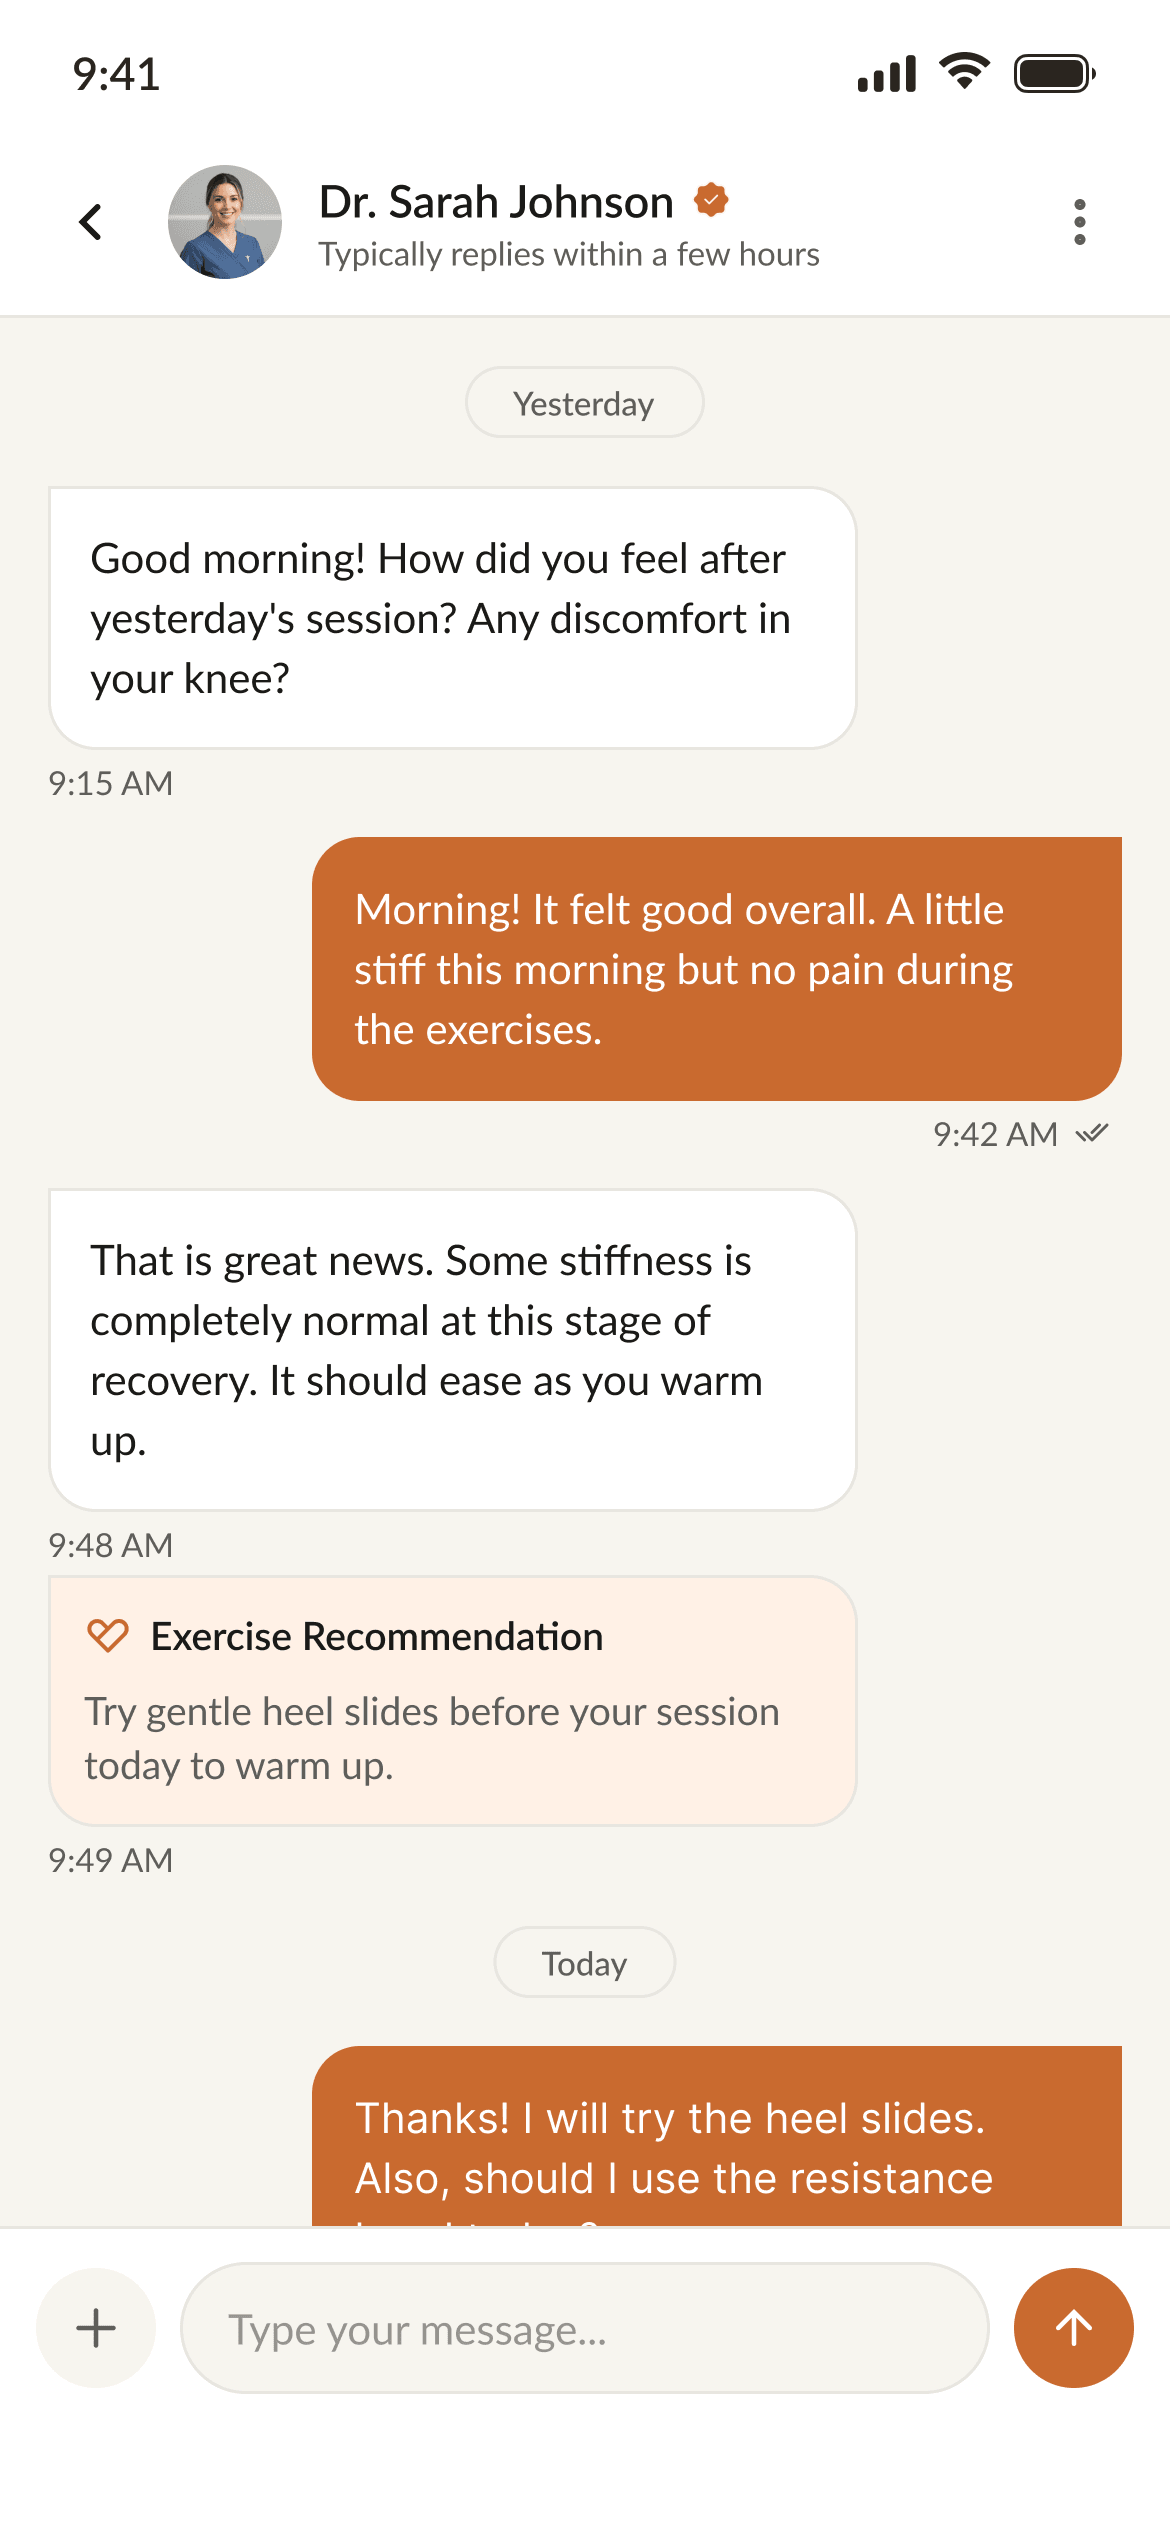 9:41
Dr. Sarah Johnson
Typically replies within a few hours
Yesterday
Good morning! How did you feel after
yesterday's session? Any discomfort in
your knee?
9:15 AM
Morning! It felt good overall. A little
stiff this morning but no pain during
the exercises.
9:42 AM
That is great news. Some stiffness is
completely normal at this stage of
recovery. It should ease as you warm
up.
9:48 AM
Exercise Recommendation
Try gentle heel slides before your session
today to warm up.
9:49 AM
Today
Thanks! I will try the heel slides.
Also, should I use the resistance
Type your message...